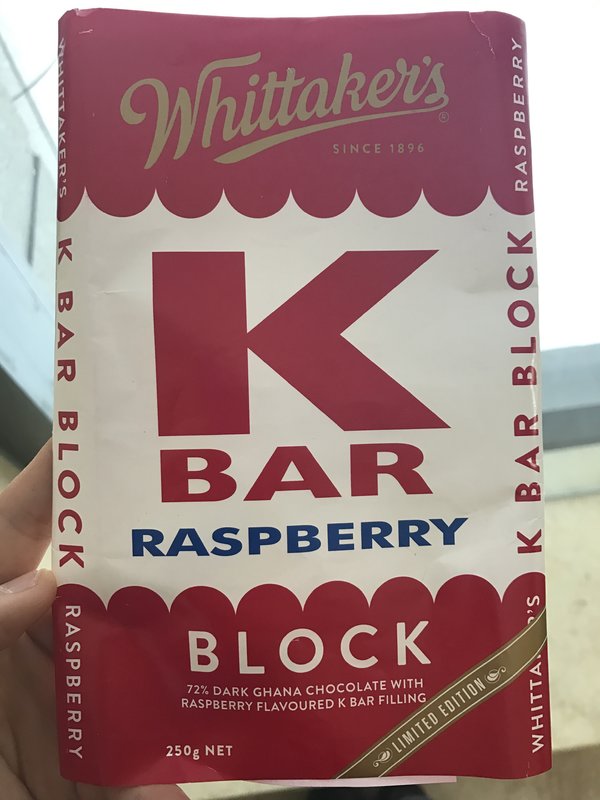 Whittaker's
®
SINCE 1896
K
BAR
RASPBERRY
BLOCK
72% DARK GHANA CHOCOLATE WITH
RASPBERRY FLAVOURED K BAR FILLING
250g NET
LIMITED EDITION
WHITTAKER'S
K BAR BLOCK
RASPBERRY
RASPBERRY
K BAR BLOCK